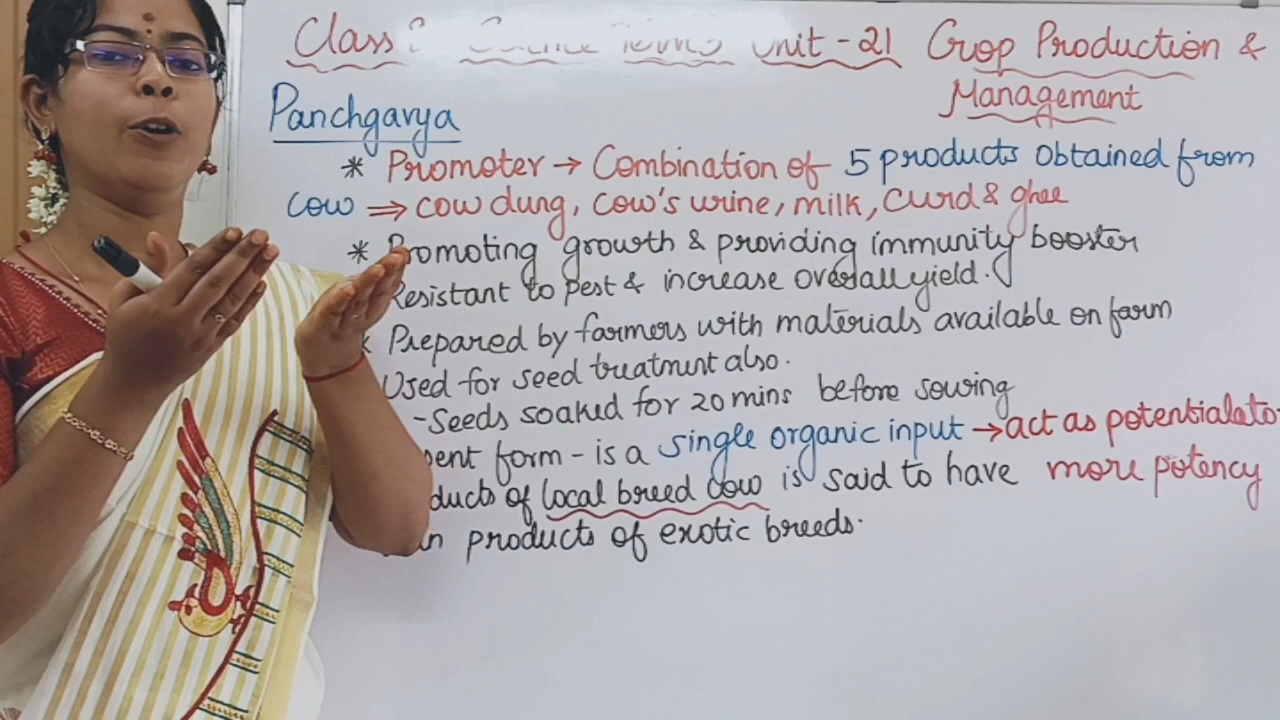 Class Unit - 21 Crop Production &
Management
Panchgavya
* Promoter → Combination of 5 products obtained from
cow ⇒ cow dung, cow's urine, milk, curd & ghee
* Promoting growth & providing immunity booster
Resistant to pest & increase overall yield.
Prepared by farmers with materials available on farm
Used for seed treatment also.
- Seeds soaked for 20 mins before sowing
form - is a single organic input → act as
of local breed cow is said to have more potency
products of exotic breeds.